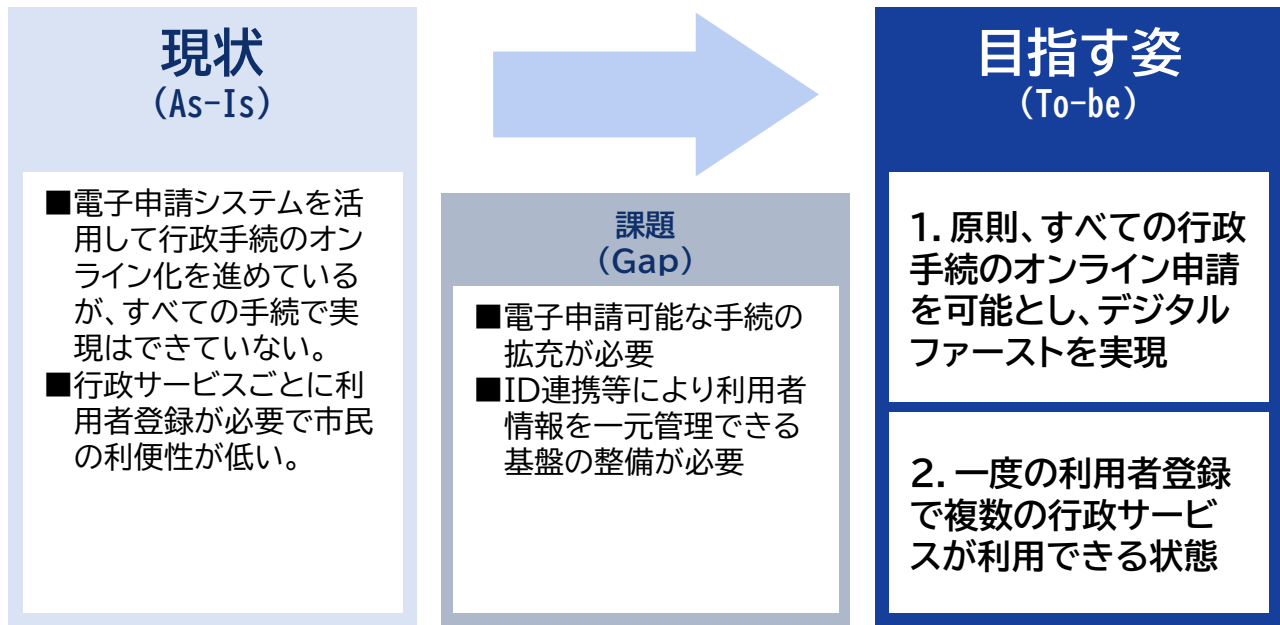 現状
(As-Is)
■電子申請システムを活
用して行政手続のオン
ライン化を進めている
が、すべての手続で実
現はできていない。
■行政サービスごとに利
用者登録が必要で市民
の利便性が低い。
課題
(Gap)
■電子申請可能な手続の
拡充が必要
■ID連携等により利用者
情報を一元管理できる
基盤の整備が必要
目指す姿
(To-be)
1. 原則、すべての行政
手続のオンライン申請
を可能とし、デジタル
ファーストを実現
2. 一度の利用者登録
で複数の行政サービ
スが利用できる状態